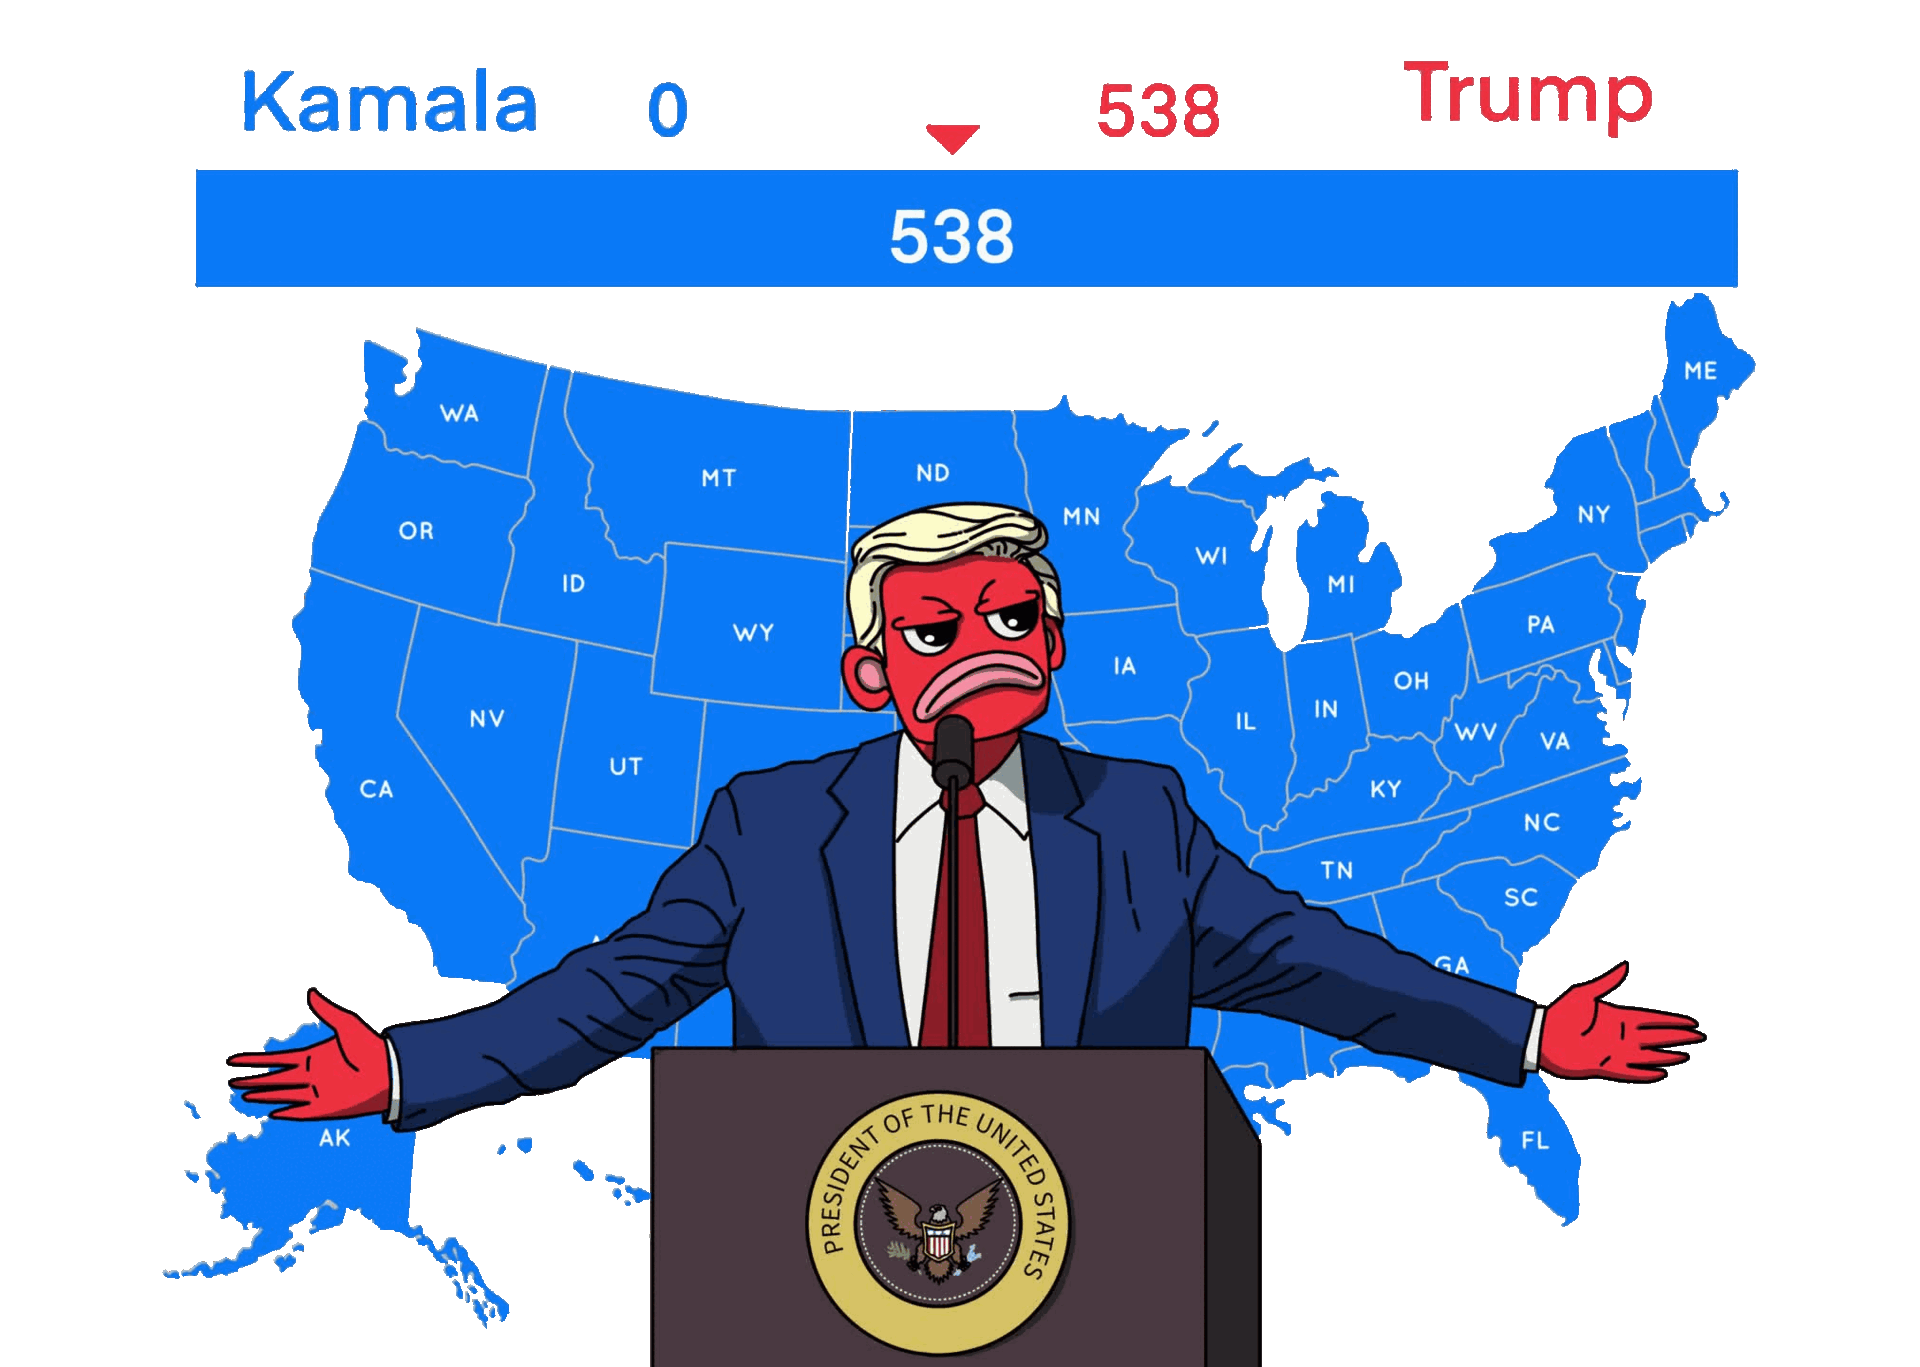 Kamala 0 538 Trump
538
ME
WA
MT
ND
MN
NY
OR
WI
ID
MI
WY
PA
IA
OH
NV
IL
IN
WV
VA
UT
CA
KY
NC
TN
SC
GA
AK
FL
PRESIDENT OF THE UNITED STATES